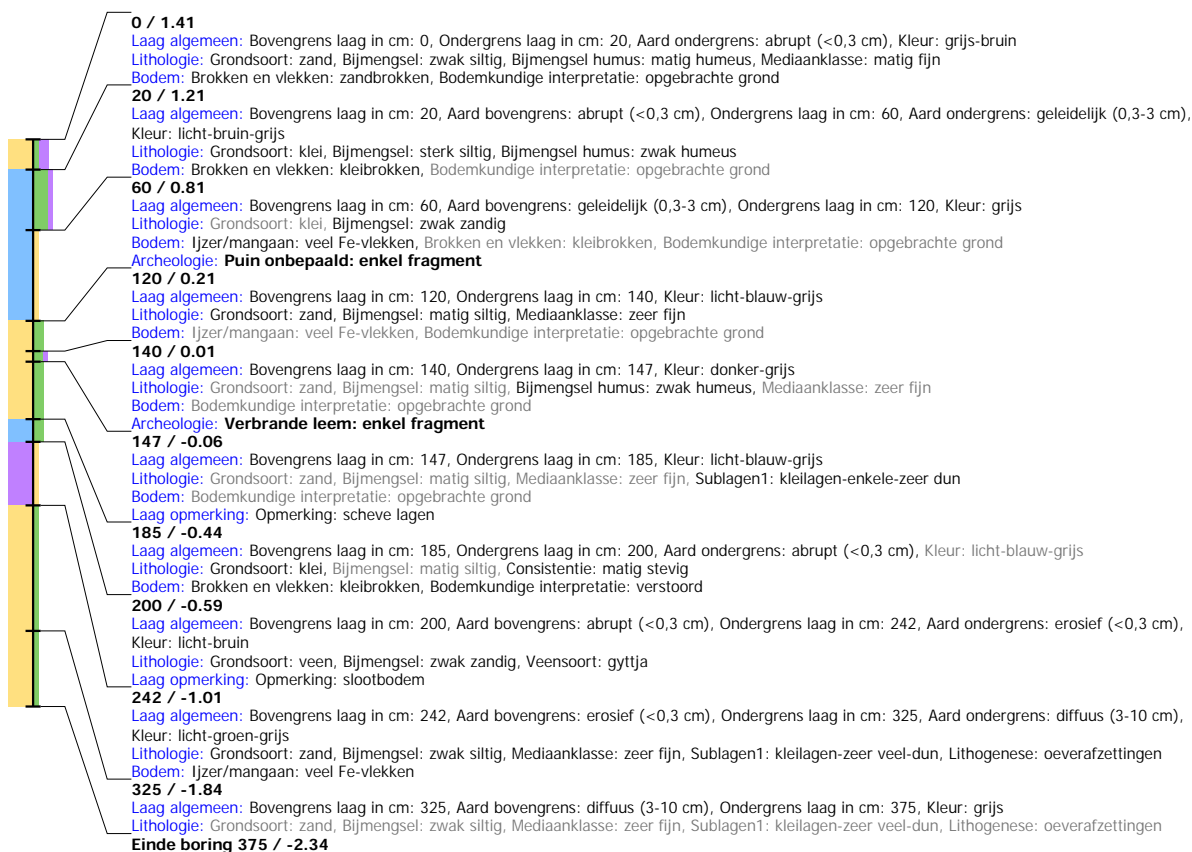 0 / 1.41
Laag algemeen: Bovengrens laag in cm: 0, Ondergrens laag in cm: 20, Aard ondergrens: abrupt (<0,3 cm), Kleur: grijs-bruin
Lithologie: Grondsoort: zand, Bijmengsel: zwak siltig, Bijmengsel humus: matig humeus, Mediaanklasse: matig fijn
Bodem: Brokken en vlekken: zandbrokken, Bodemkundige interpretatie: opgebrachte grond
20 / 1.21
Laag algemeen: Bovengrens laag in cm: 20, Aard bovengrens: abrupt (<0,3 cm), Ondergrens laag in cm: 60, Aard ondergrens: geleidelijk (0,3-3 cm),
Kleur: licht-bruin-grijs
Lithologie: Grondsoort: klei, Bijmengsel: sterk siltig, Bijmengsel humus: zwak humeus
Bodem: Brokken en vlekken: kleibrokken, Bodemkundige interpretatie: opgebrachte grond
60 / 0.81
Laag algemeen: Bovengrens laag in cm: 60, Aard bovengrens: geleidelijk (0,3-3 cm), Ondergrens laag in cm: 120, Kleur: grijs
Lithologie: Grondsoort: klei, Bijmengsel: zwak zandig
Bodem: Ijzer/mangaan: veel Fe-vlekken, Brokken en vlekken: kleibrokken, Bodemkundige interpretatie: opgebrachte grond
Archeologie: Puin onbepaald: enkel fragment
120 / 0.21
Laag algemeen: Bovengrens laag in cm: 120, Ondergrens laag in cm: 140, Kleur: licht-blauw-grijs
Lithologie: Grondsoort: zand, Bijmengsel: matig siltig, Mediaanklasse: zeer fijn
Bodem: Ijzer/mangaan: veel Fe-vlekken, Bodemkundige interpretatie: opgebrachte grond
140 / 0.01
Laag algemeen: Bovengrens laag in cm: 140, Ondergrens laag in cm: 147, Kleur: donker-grijs
Lithologie: Grondsoort: zand, Bijmengsel: matig siltig, Bijmengsel humus: zwak humeus, Mediaanklasse: zeer fijn
Bodem: Bodemkundige interpretatie: opgebrachte grond
Archeologie: Verbrande leem: enkel fragment
147 / -0.06
Laag algemeen: Bovengrens laag in cm: 147, Ondergrens laag in cm: 185, Kleur: licht-blauw-grijs
Lithologie: Grondsoort: zand, Bijmengsel: matig siltig, Mediaanklasse: zeer fijn, Sublagen1: kleilagen-enkele-zeer dun
Bodem: Bodemkundige interpretatie: opgebrachte grond
Laag opmerking: Opmerking: scheve lagen
185 / -0.44
Laag algemeen: Bovengrens laag in cm: 185, Ondergrens laag in cm: 200, Aard ondergrens: abrupt (<0,3 cm), Kleur: licht-blauw-grijs
Lithologie: Grondsoort: klei, Bijmengsel: matig siltig, Consistentie: matig stevig
Bodem: Brokken en vlekken: kleibrokken, Bodemkundige interpretatie: verstoord
200 / -0.59
Laag algemeen: Bovengrens laag in cm: 200, Aard bovengrens: abrupt (<0,3 cm), Ondergrens laag in cm: 242, Aard ondergrens: erosief (<0,3 cm),
Kleur: licht-bruin
Lithologie: Grondsoort: veen, Bijmengsel: zwak zandig, Veensoort: gyttja
Laag opmerking: Opmerking: slootbodem
242 / -1.01
Laag algemeen: Bovengrens laag in cm: 242, Aard bovengrens: erosief (<0,3 cm), Ondergrens laag in cm: 325, Aard ondergrens: diffuus (3-10 cm),
Kleur: licht-groen-grijs
Lithologie: Grondsoort: zand, Bijmengsel: zwak siltig, Mediaanklasse: zeer fijn, Sublagen1: kleilagen-zeer veel-dun, Lithogenese: oeverafzettingen
Bodem: Ijzer/mangaan: veel Fe-vlekken
325 / -1.84
Laag algemeen: Bovengrens laag in cm: 325, Aard bovengrens: diffuus (3-10 cm), Ondergrens laag in cm: 375, Kleur: grijs
Lithologie: Grondsoort: zand, Bijmengsel: zwak siltig, Mediaanklasse: zeer fijn, Sublagen1: kleilagen-zeer veel-dun, Lithogenese: oeverafzettingen
Einde boring 375 / -2.34